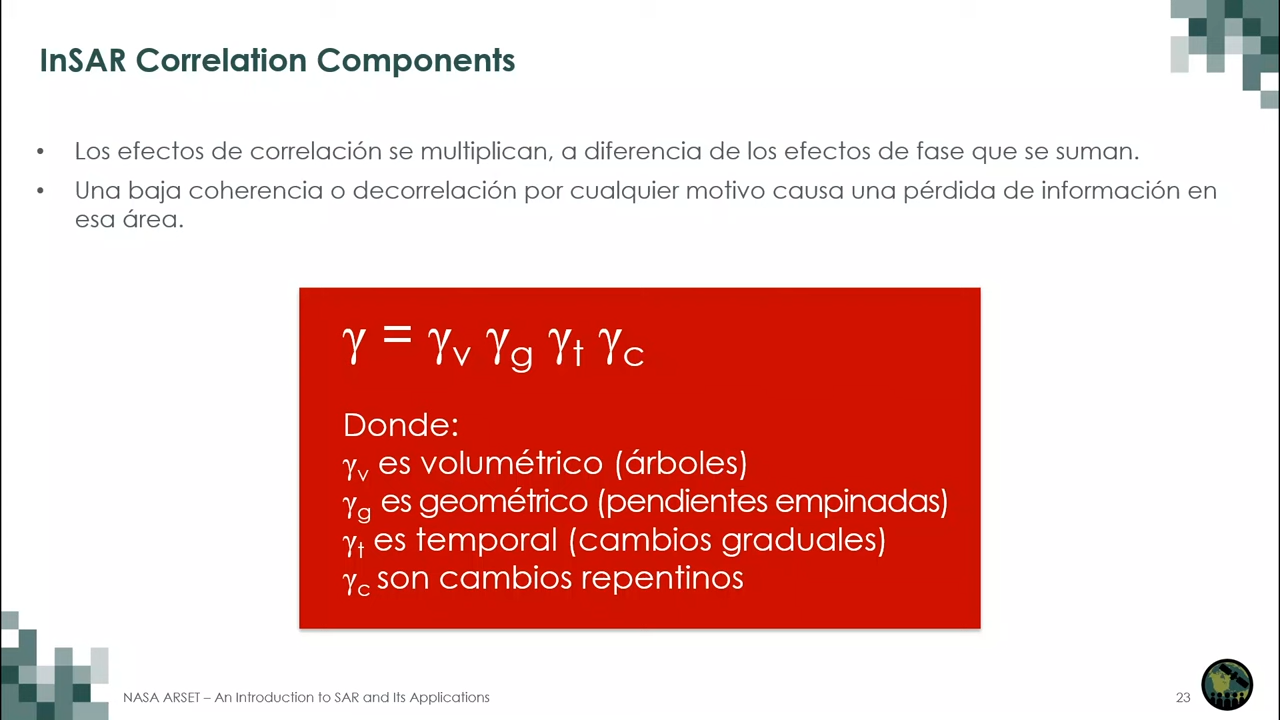 InSAR Correlation Components
• Los efectos de correlación se multiplican, a diferencia de los efectos de fase que se suman.
• Una baja coherencia o decorrelación por cualquier motivo causa una pérdida de información en
esa área.
γ = γv γg γt γc
Donde:
γv es volumétrico (árboles)
γg es geométrico (pendientes empinadas)
γt es temporal (cambios graduales)
γc son cambios repentinos
NASA ARSET – An Introduction to SAR and Its Applications
23